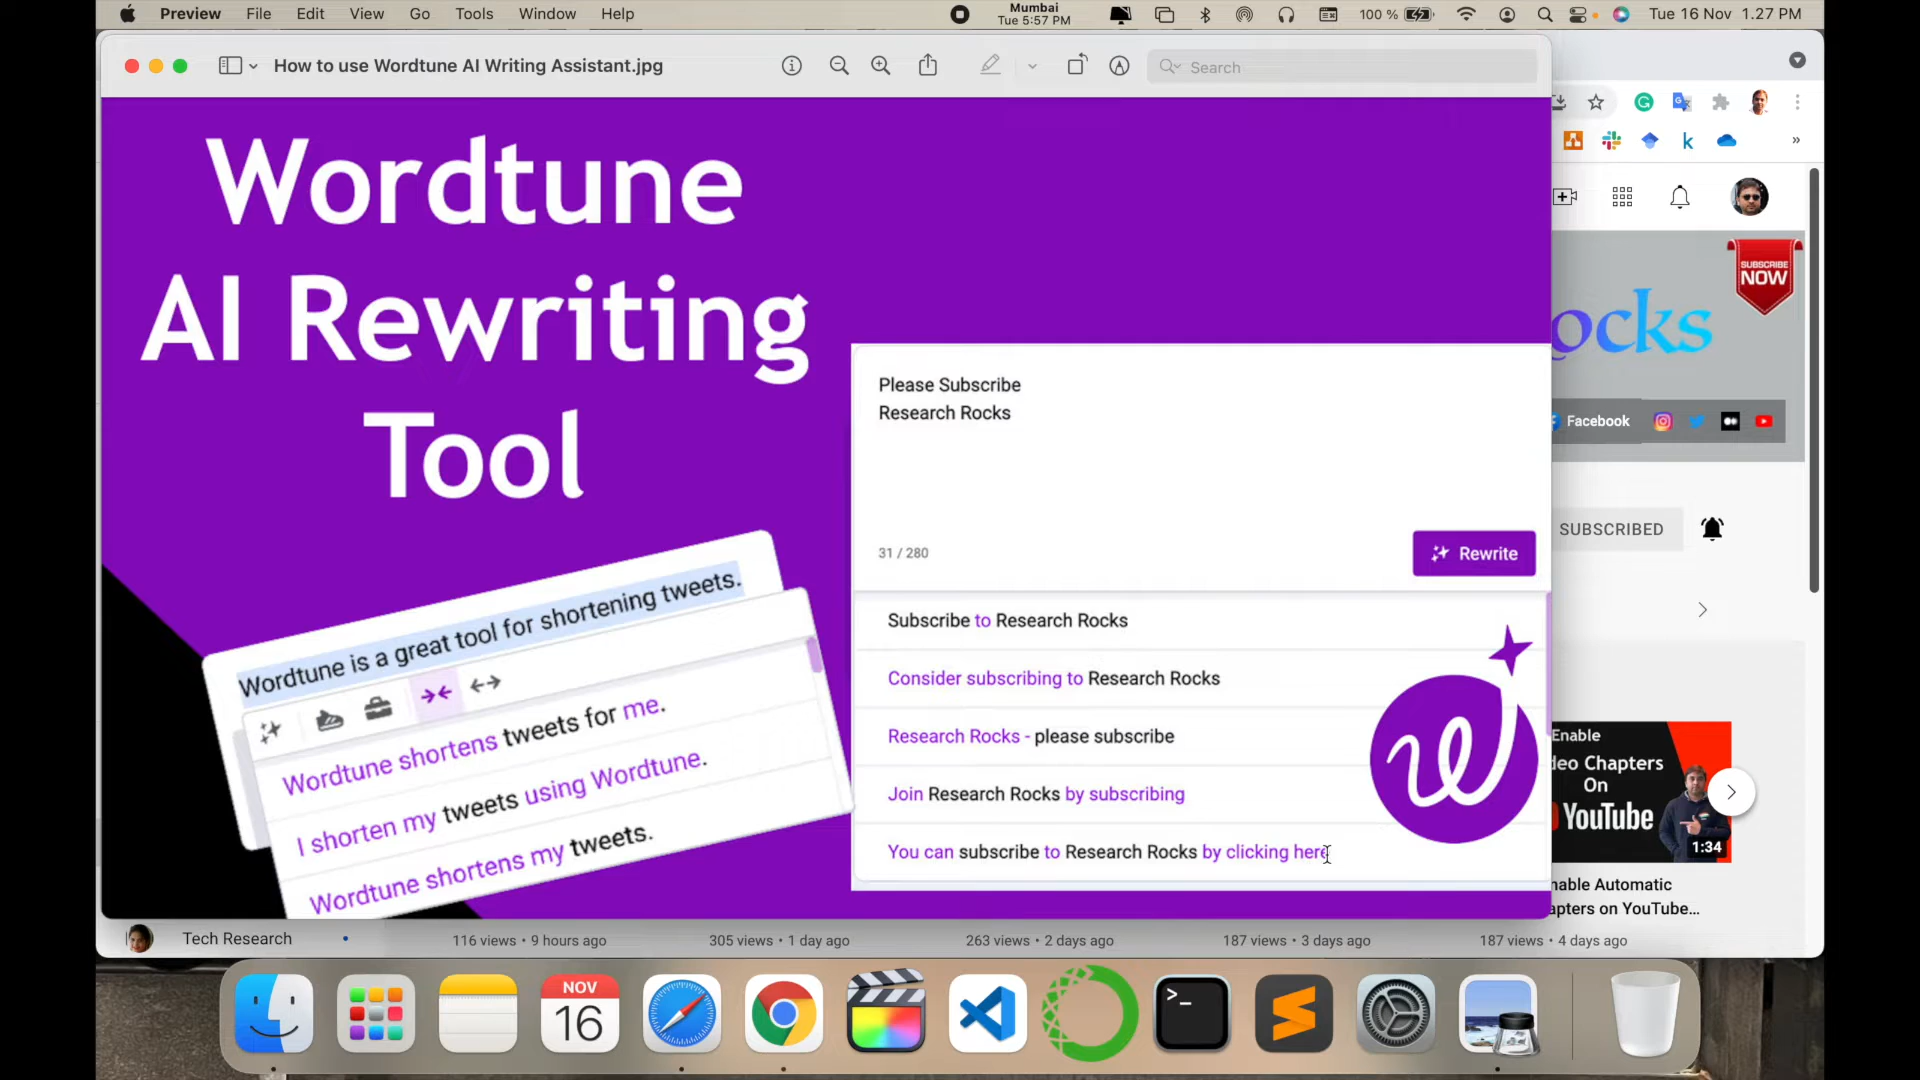 Preview File Edit View Go Tools Window Help
Mumbai
Tue 5:57 PM
100 %
Tue 16 Nov 1.27 PM
How to use Wordtune AI Writing Assistant.jpg
Search
Wordtune
AI Rewriting
Tool
Please Subscribe
Research Rocks
31 / 280
Rewrite
Subscribe to Research Rocks
Consider subscribing to Research Rocks
Research Rocks - please subscribe
Join Research Rocks by subscribing
You can subscribe to Research Rocks by clicking here
Wordtune is a great tool for shortening tweets.
Wordtune shortens tweets for me.
I shorten my tweets using Wordtune.
Wordtune shortens my tweets.
SUBSCRIBE
NOW
ocks
Facebook
SUBSCRIBED
Enable
deo Chapters
On
YouTube
1:34
nable Automatic
apters on YouTube...
Tech Research
116 views • 9 hours ago
305 views • 1 day ago
263 views • 2 days ago
187 views • 3 days ago
187 views • 4 days ago
NOV
16